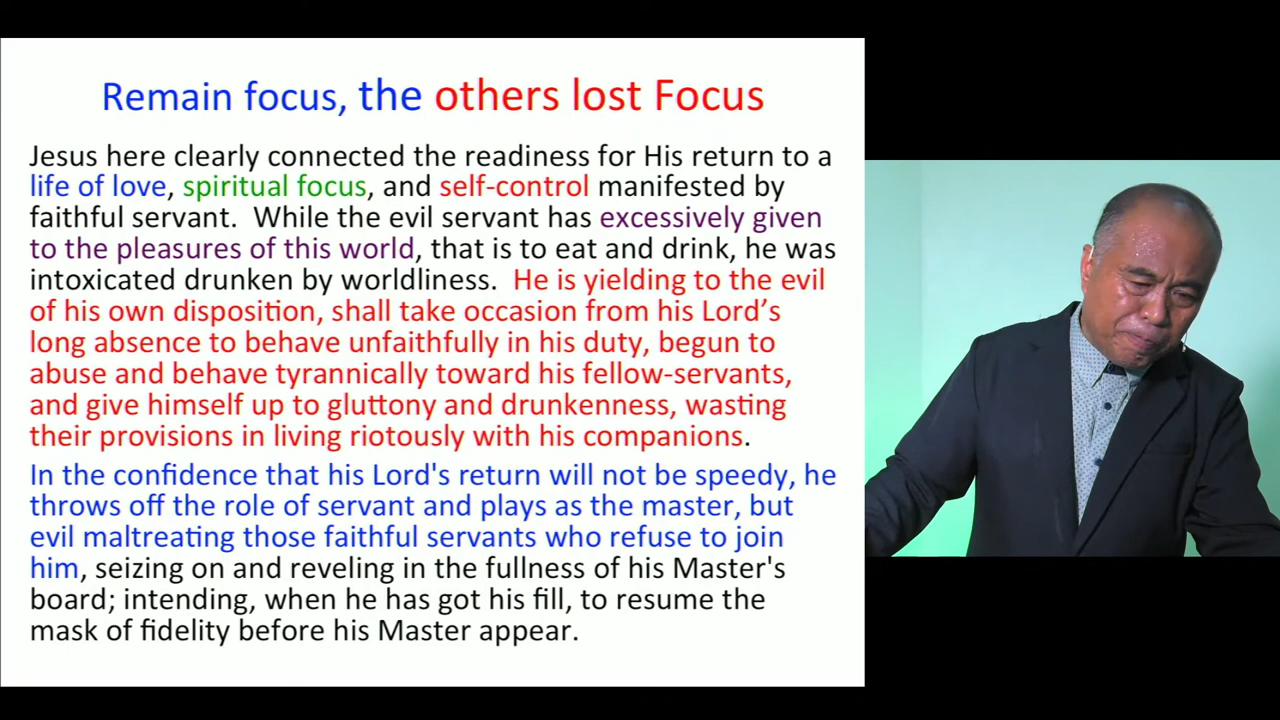 Remain focus, the others lost Focus
Jesus here clearly connected the readiness for His return to a
life of love, spiritual focus, and self-control manifested by
faithful servant.  While the evil servant has excessively given
to the pleasures of this world, that is to eat and drink, he was
intoxicated drunken by worldliness.  He is yielding to the evil
of his own disposition, shall take occasion from his Lord’s
long absence to behave unfaithfully in his duty, begun to
abuse and behave tyrannically toward his fellow-servants,
and give himself up to gluttony and drunkenness, wasting
their provisions in living riotously with his companions.
In the confidence that his Lord's return will not be speedy, he
throws off the role of servant and plays as the master, but
evil maltreating those faithful servants who refuse to join
him, seizing on and reveling in the fullness of his Master's
board; intending, when he has got his fill, to resume the
mask of fidelity before his Master appear.